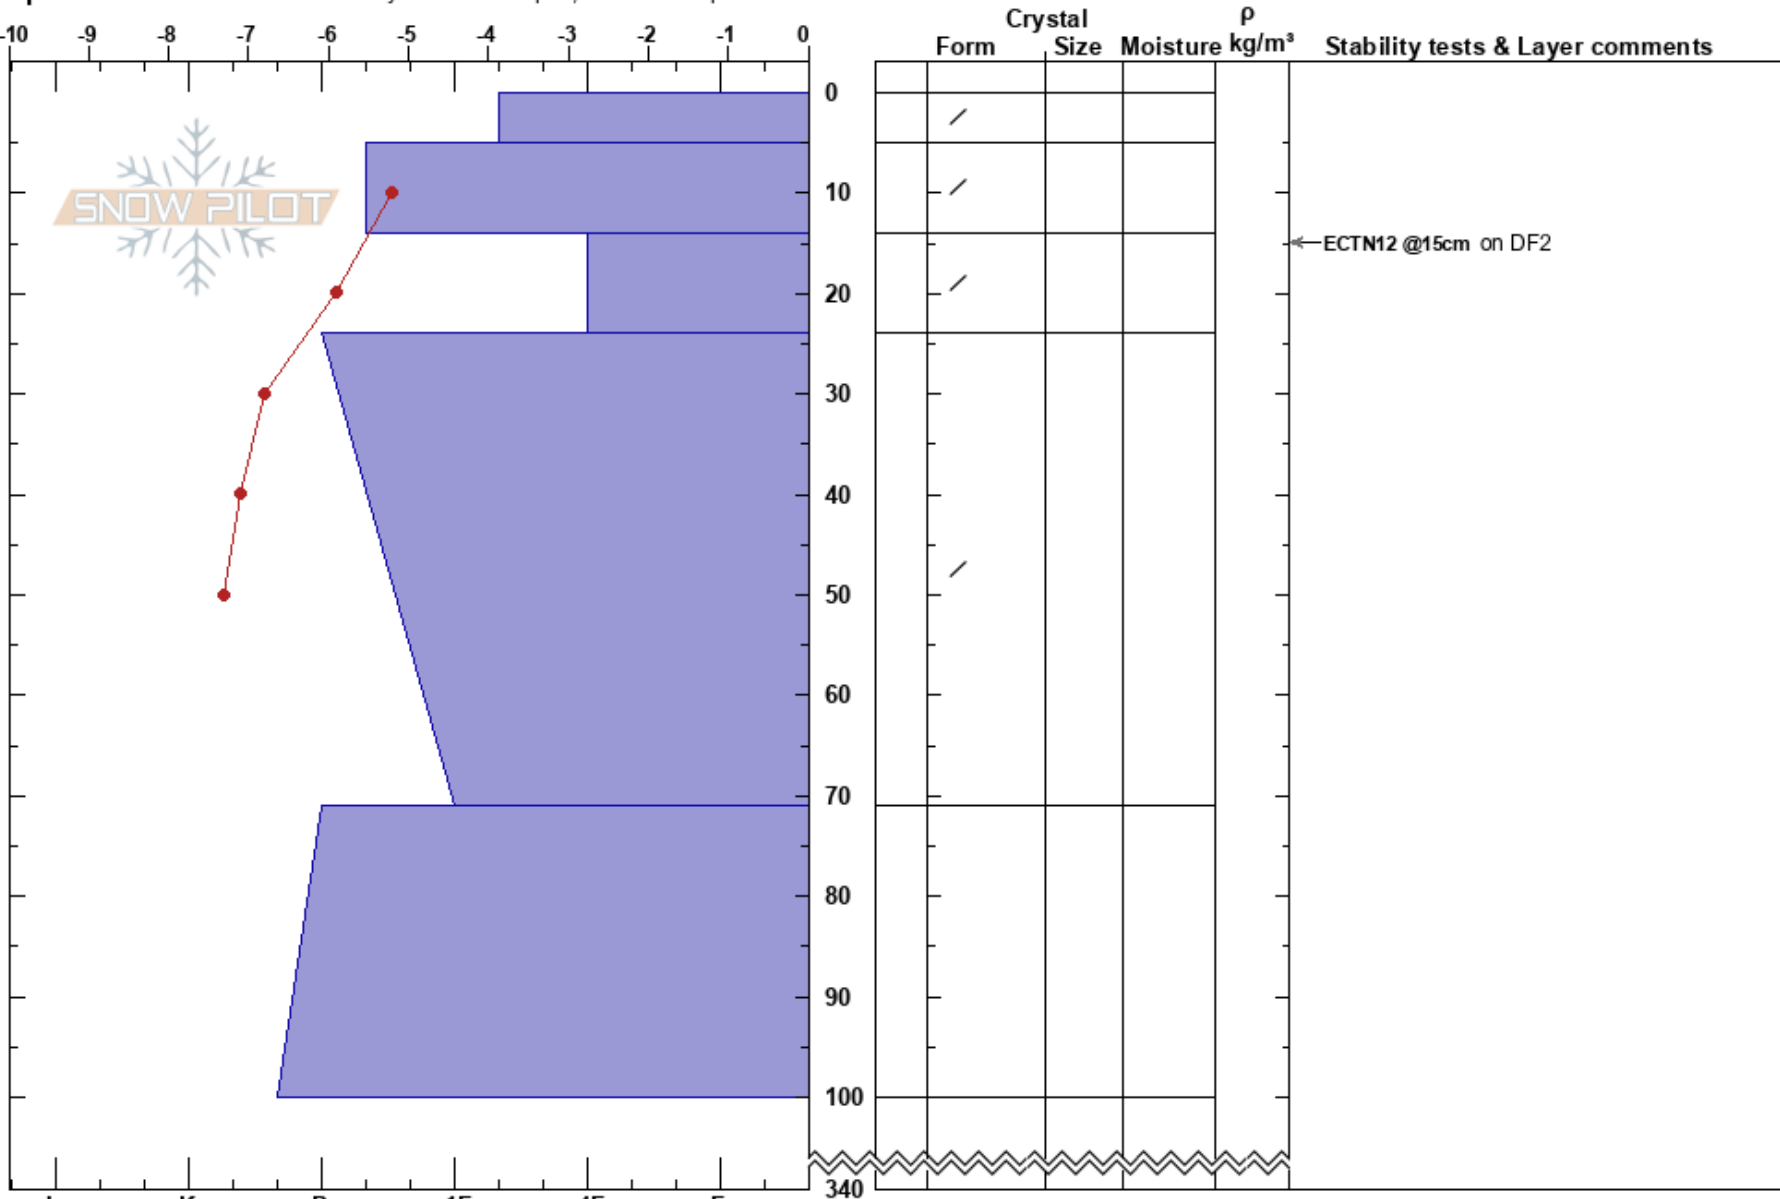 Crystal ρ
-10 -9 -8 -7 -6 -5 -4 -3 -2 -1 0
Form Size Moisture kg/m³ Stability tests & Layer comments
0
SNOW PILOT
10
ECTN12 @15cm on DF2
20
30
40
50
60
70
80
90
100
340